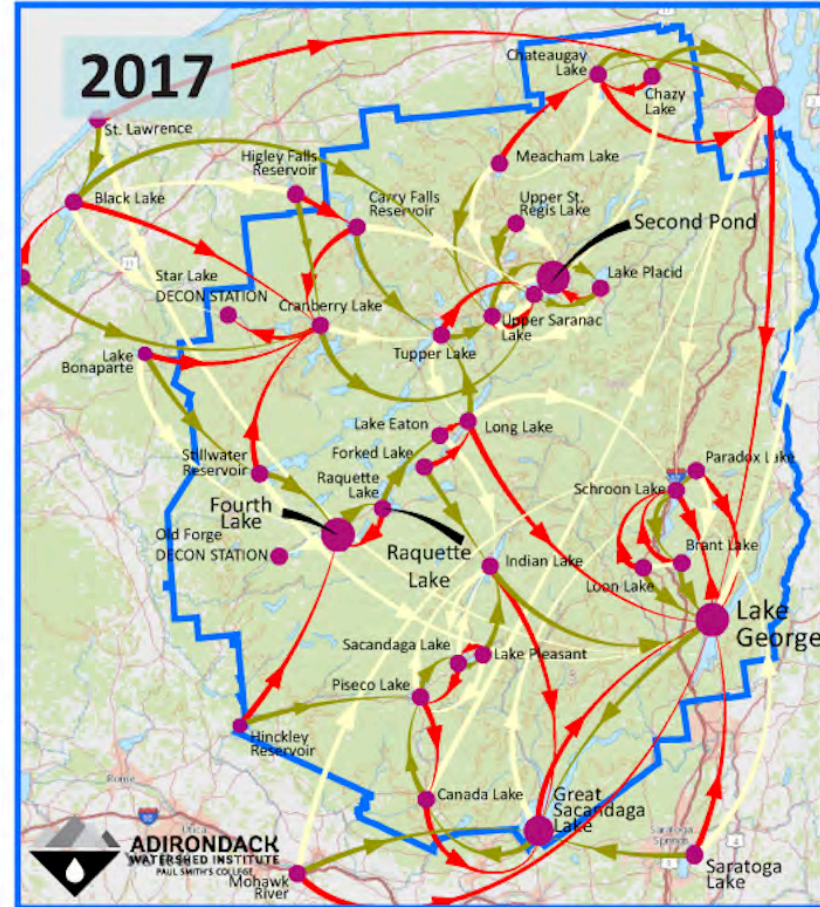 2017
Chateaugay
Lake
Chazy
Lake
St. Lawrence
Meacham Lake
Higley Falls
Reservoir
Black Lake
Carry Falls
Reservoir
Upper St.
Regis Lake
Second Pond
Star Lake
DECON STATION
Lake Placid
Cranberry Lake
Upper Saranac
Lake
Tupper Lake
Lake
Bonaparte
Lake Eaton
Long Lake
Forked Lake
Stillwater
Reservoir
Raquette
Lake
Paradox Lake
Schroon Lake
Fourth
Lake
Old Forge
DECON STATION
Raquette
Lake
Brant Lake
Indian Lake
Loon Lake
Lake
George
Sacandaga Lake
Lake Pleasant
Piseco Lake
Hinckley
Reservoir
Rome
Canada Lake
Great
Sacandaga
Lake
Utica
Saratoga
Springs
ADIRONDACK
WATERSHED INSTITUTE
PAUL SMITH'S COLLEGE
Mohawk
River
Saratoga
Lake